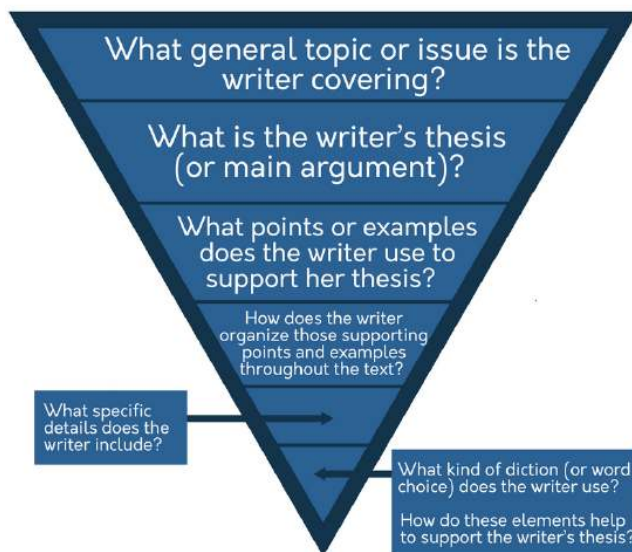 What general topic or issue is the
writer covering?
What is the writer's thesis
(or main argument)?
What points or examples
does the writer use to
support her thesis?
How does the writer
organize those supporting
points and examples
throughout the text?
What specific
details does the
writer include?
What kind of diction (or word
choice) does the writer use?
How do these elements help
to support the writer's thesis?